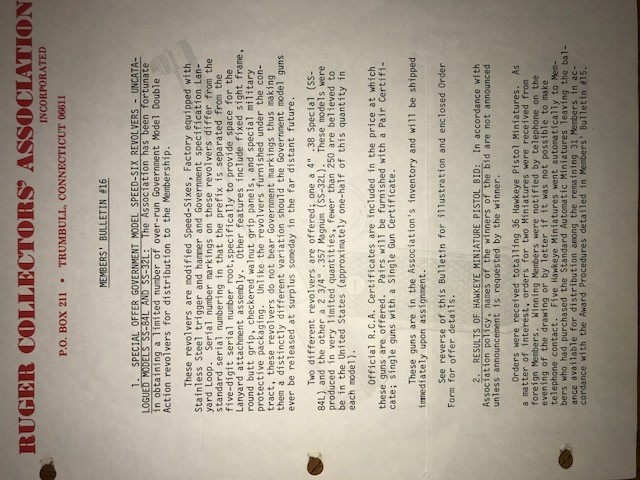 RUGER COLLECTORS' ASSOCIATION
INCORPORATED
P.O. BOX 211 • TRUMBULL, CONNECTICUT 06611
MEMBERS' BULLETIN #16
1. SPECIAL OFFER GOVERNMENT MODEL SPEED-SIX REVOLVERS - UNCATA-
LOGUED MODELS SS-84L AND SS-32L: The Association has been fortunate
in obtaining a limited number of over-run Government Model Double
Action revolvers for distribution to the Membership.
These revolvers are modified Speed-Sixes, Factory equipped with
Stainless Steel trigger and hammer and Government specification Lan-
yard Loop. Serial number markings on these revolvers differ from the
standard serial numbering in that the prefix is separated from the
five-digit serial number root specifically to provide space for the
Lanyard attachment assembly. Other features include fixed sight frame,
round butt grip, checkered walnut grip panels, and special military
protective packaging. Unlike the revolvers furnished under the con-
tract, these revolvers do not bear Government markings thus making
them a distinctly different variation should the Government model guns
ever be released at surplus someday in the far distant future.
Two different revolvers are offered; one a 4" .38 Special (SS-
84L) and the other a 2-3/4" .357 Magnum (SS-32L). These models were
produced in very limited quantities, fewer than 250 are believed to
be in the United States (approximately one-half of this quantity in
each model).
Official R.C.A. Certificates are included in the price at which
these guns are offered. Pairs will be furnished with a Pair Certifi-
cate; single guns with a Single Gun Certificate.
These guns are in the Association's inventory and will be shipped
immediately upon assignment.
See reverse of this Bulletin for illustration and enclosed Order
Form for offer details.
2. RESULTS OF HAWKEYE MINIATURE PISTOL BID: In accordance with
Association policy, names of the winners of the Bid are not announced
unless announcement is requested by the winner.
Orders were received totalling 36 Hawkeye Pistol Miniatures. As
a matter of interest, orders for two Miniatures were received from
foreign Members. Winning Members were notified by telephone the
evening of the drawing or by letter if it was not possible to make
telephone contact. Five Hawkeye Miniatures went automatically to Mem-
bers who had purchased the Standard Automatic Miniatures leaving the bal-
ance available for distribution to the remaining 31 Members in ac-
cordance with the Award Procedures detailed in Members' Bulletin #15.